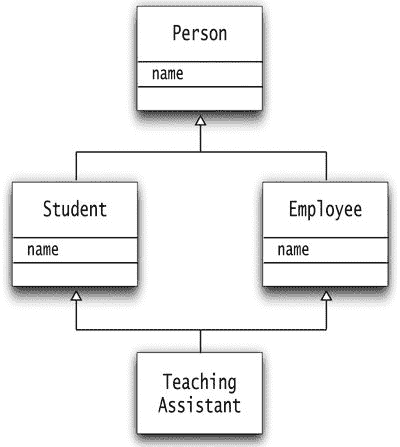 Person
name
Student
Employee
name
name
Teaching
Assistant